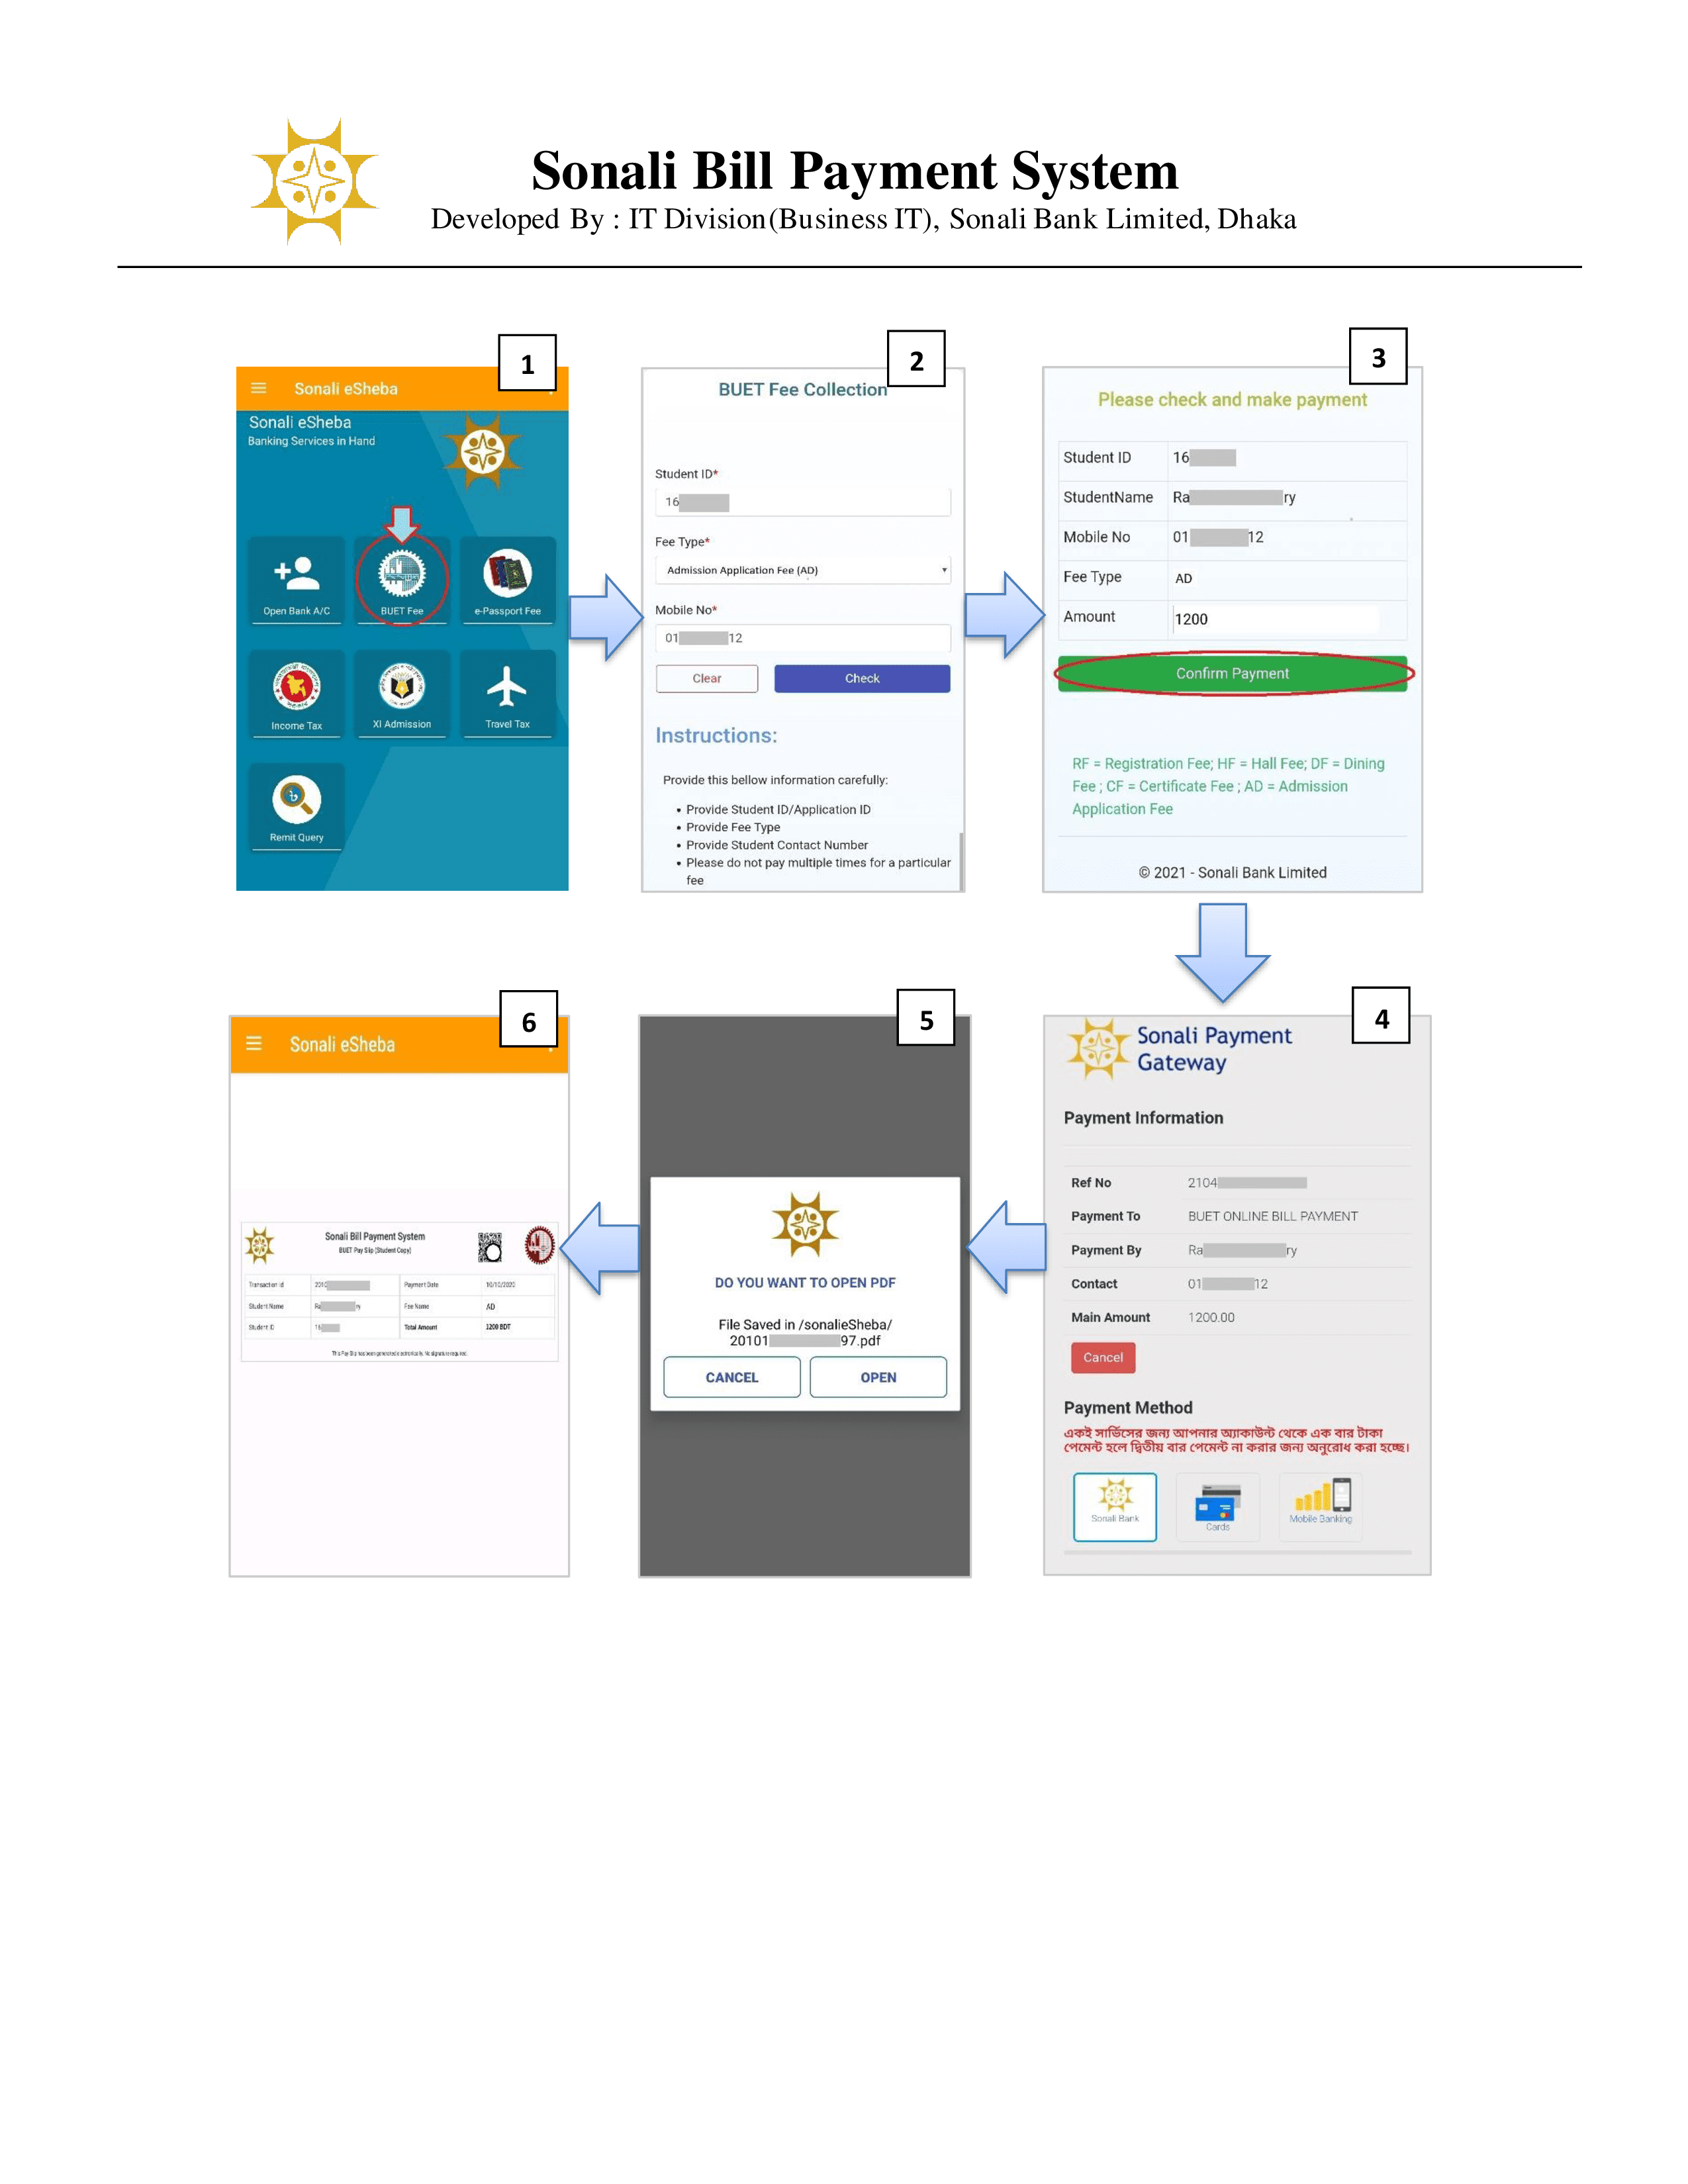 Sonali Bill Payment System
Developed By : IT Division(Business IT), Sonali Bank Limited, Dhaka
1
Sonali eSheba
Sonali eSheba
Banking Services in Hand
Open Bank A/C
BUET Fee
e-Passport Fee
Income Tax
XI Admission
Travel Tax
Remit Query
2
BUET Fee Collection
Student ID*
16
Fee Type*
Admission Application Fee (AD)
Mobile No*
01 12
Clear
Check
Instructions:
Provide this bellow information carefully:
• Provide Student ID/Application ID
• Provide Fee Type
• Provide Student Contact Number
• Please do not pay multiple times for a particular
fee
3
Please check and make payment
Student ID 16
StudentName Ra ry
Mobile No 01 12
Fee Type AD
Amount 1200
Confirm Payment
RF = Registration Fee; HF = Hall Fee; DF = Dining
Fee ; CF = Certificate Fee ; AD = Admission
Application Fee
© 2021 - Sonali Bank Limited
4
Sonali Payment
Gateway
Payment Information
Ref No 2104
Payment To BUET ONLINE BILL PAYMENT
Payment By Ra ry
Contact 01 12
Main Amount 1200.00
Cancel
Payment Method
একই সার্ভিসের জন্য আপনার অ্যাকাউন্ট থেকে এক বার টাকা
পেমেন্ট হলে দ্বিতীয় বার পেমেন্ট না করার জন্য অনুরোধ করা হচ্ছে।
Sonali Bank
Cards
Mobile Banking
5
DO YOU WANT TO OPEN PDF
File Saved in /sonalieSheba/
20101 97.pdf
CANCEL
OPEN
6
Sonali eSheba
Sonali Bill Payment System
BUET Pay Slip (Student Copy)
Transaction Id 2010 Payment Date 10/10/2020
Student Name Ra ry Fee Name AD
Student ID 16 Total Amount 1200 BDT
This Pay Slip has been generated electronically. No signature required.